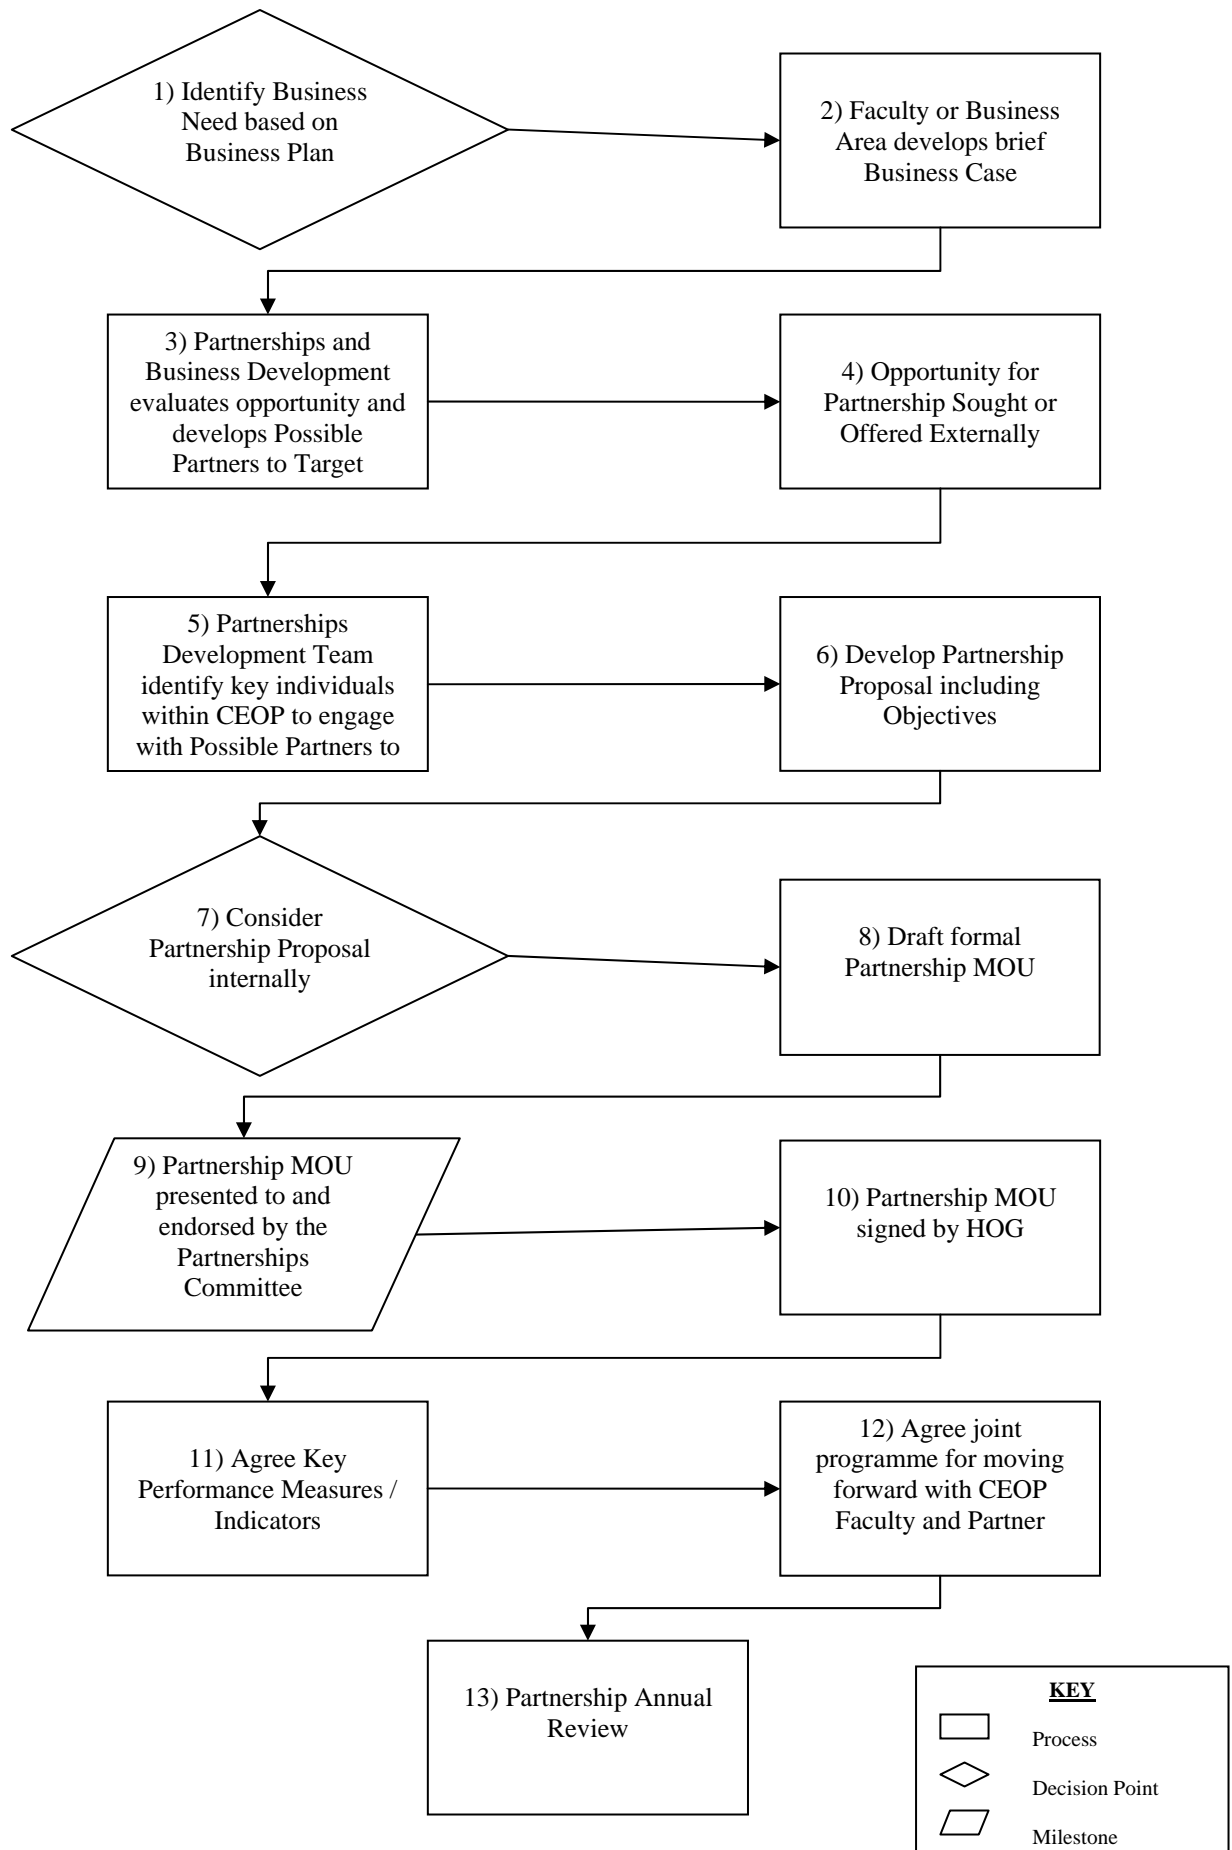 1) Identify Business
Need based on
Business Plan
2) Faculty or Business
Area develops brief
Business Case
3) Partnerships and
Business Development
evaluates opportunity and
develops Possible
Partners to Target
4) Opportunity for
Partnership Sought or
Offered Externally
5) Partnerships
Development Team
identify key individuals
within CEOP to engage
with Possible Partners to
6) Develop Partnership
Proposal including
Objectives
7) Consider
Partnership Proposal
internally
8) Draft formal
Partnership MOU
9) Partnership MOU
presented to and
endorsed by the
Partnerships
Committee
10) Partnership MOU
signed by HOG
11) Agree Key
Performance Measures /
Indicators
12) Agree joint
programme for moving
forward with CEOP
Faculty and Partner
13) Partnership Annual
Review
KEY
Process
Decision Point
Milestone